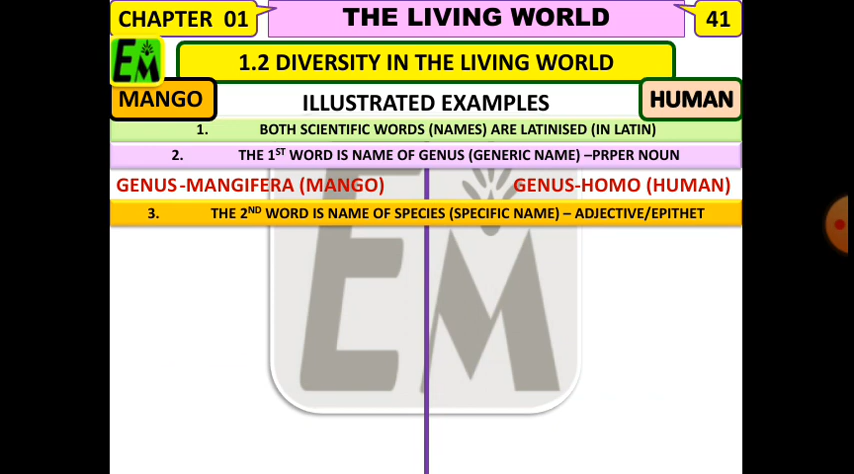 CHAPTER 01
THE LIVING WORLD
41
EM
1.2 DIVERSITY IN THE LIVING WORLD
MANGO
ILLUSTRATED EXAMPLES
HUMAN
1. BOTH SCIENTIFIC WORDS (NAMES) ARE LATINISED (IN LATIN)
2. THE 1ST WORD IS NAME OF GENUS (GENERIC NAME) –PRPER NOUN
GENUS-MANGIFERA (MANGO)
GENUS-HOMO (HUMAN)
3. THE 2ND WORD IS NAME OF SPECIES (SPECIFIC NAME) – ADJECTIVE/EPITHET
EM